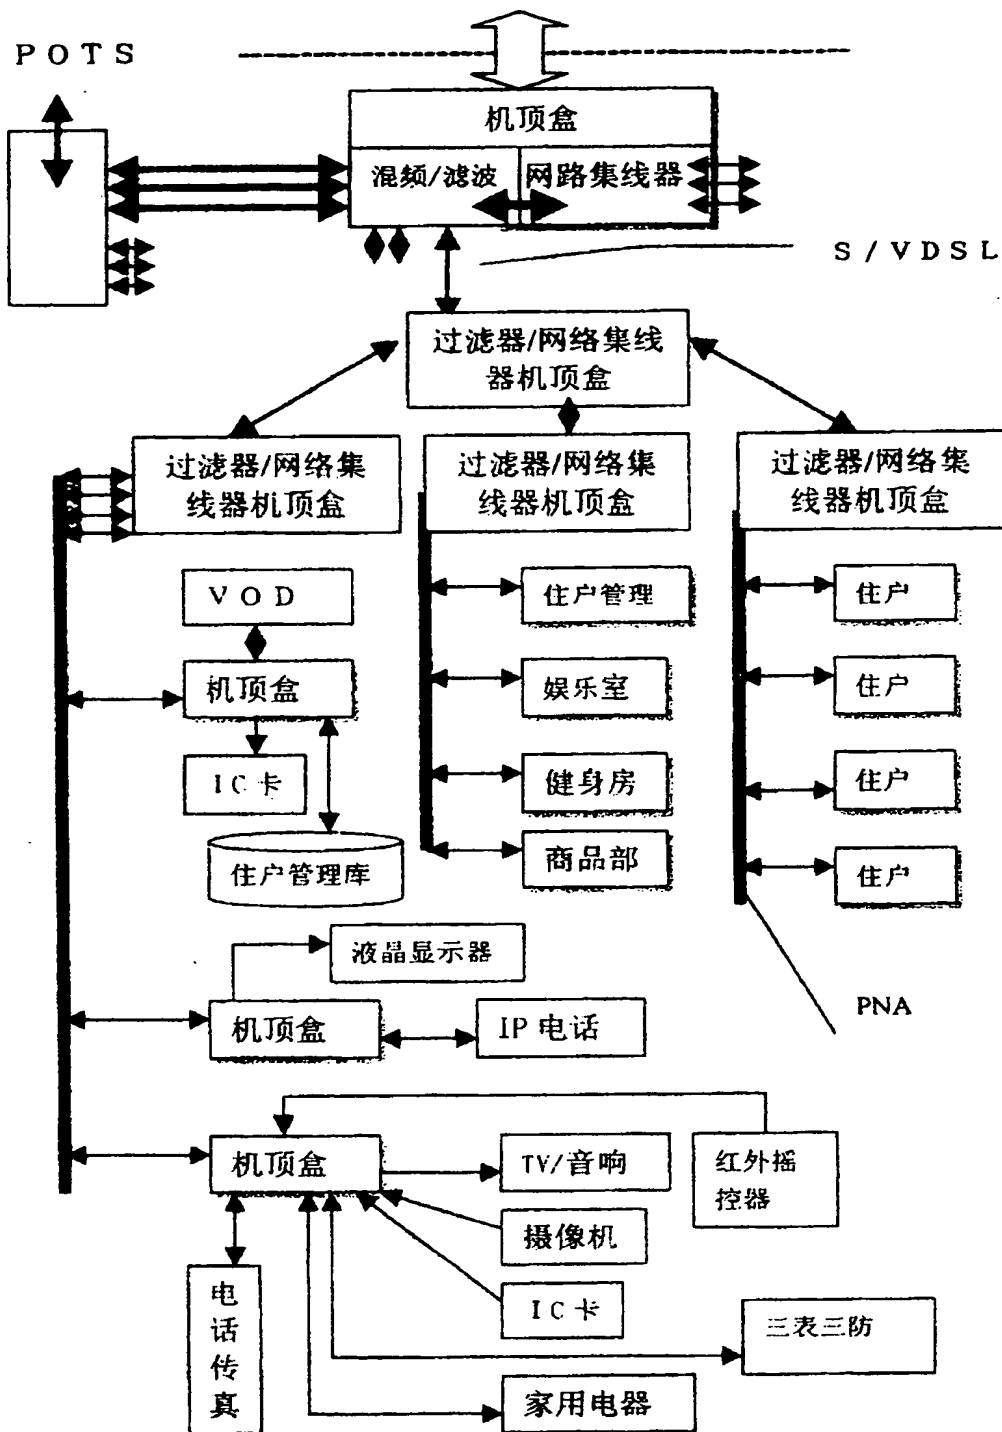 POTS
机顶盒
混频/滤波
网路集线器
S/VDSL
过滤器/网络集线
器机顶盒
过滤器/网络集
线器机顶盒
过滤器/网络集
线器机顶盒
过滤器/网络集
线器机顶盒
VOD
机顶盒
IC卡
住户管理库
住户管理
娱乐室
健身房
商品部
住户
住户
住户
住户
PNA
液晶显示器
机顶盒
IP 电话
机顶盒
TV/音响
红外摇
控器
摄像机
IC卡
三表三防
家用电器
电
话
传
真